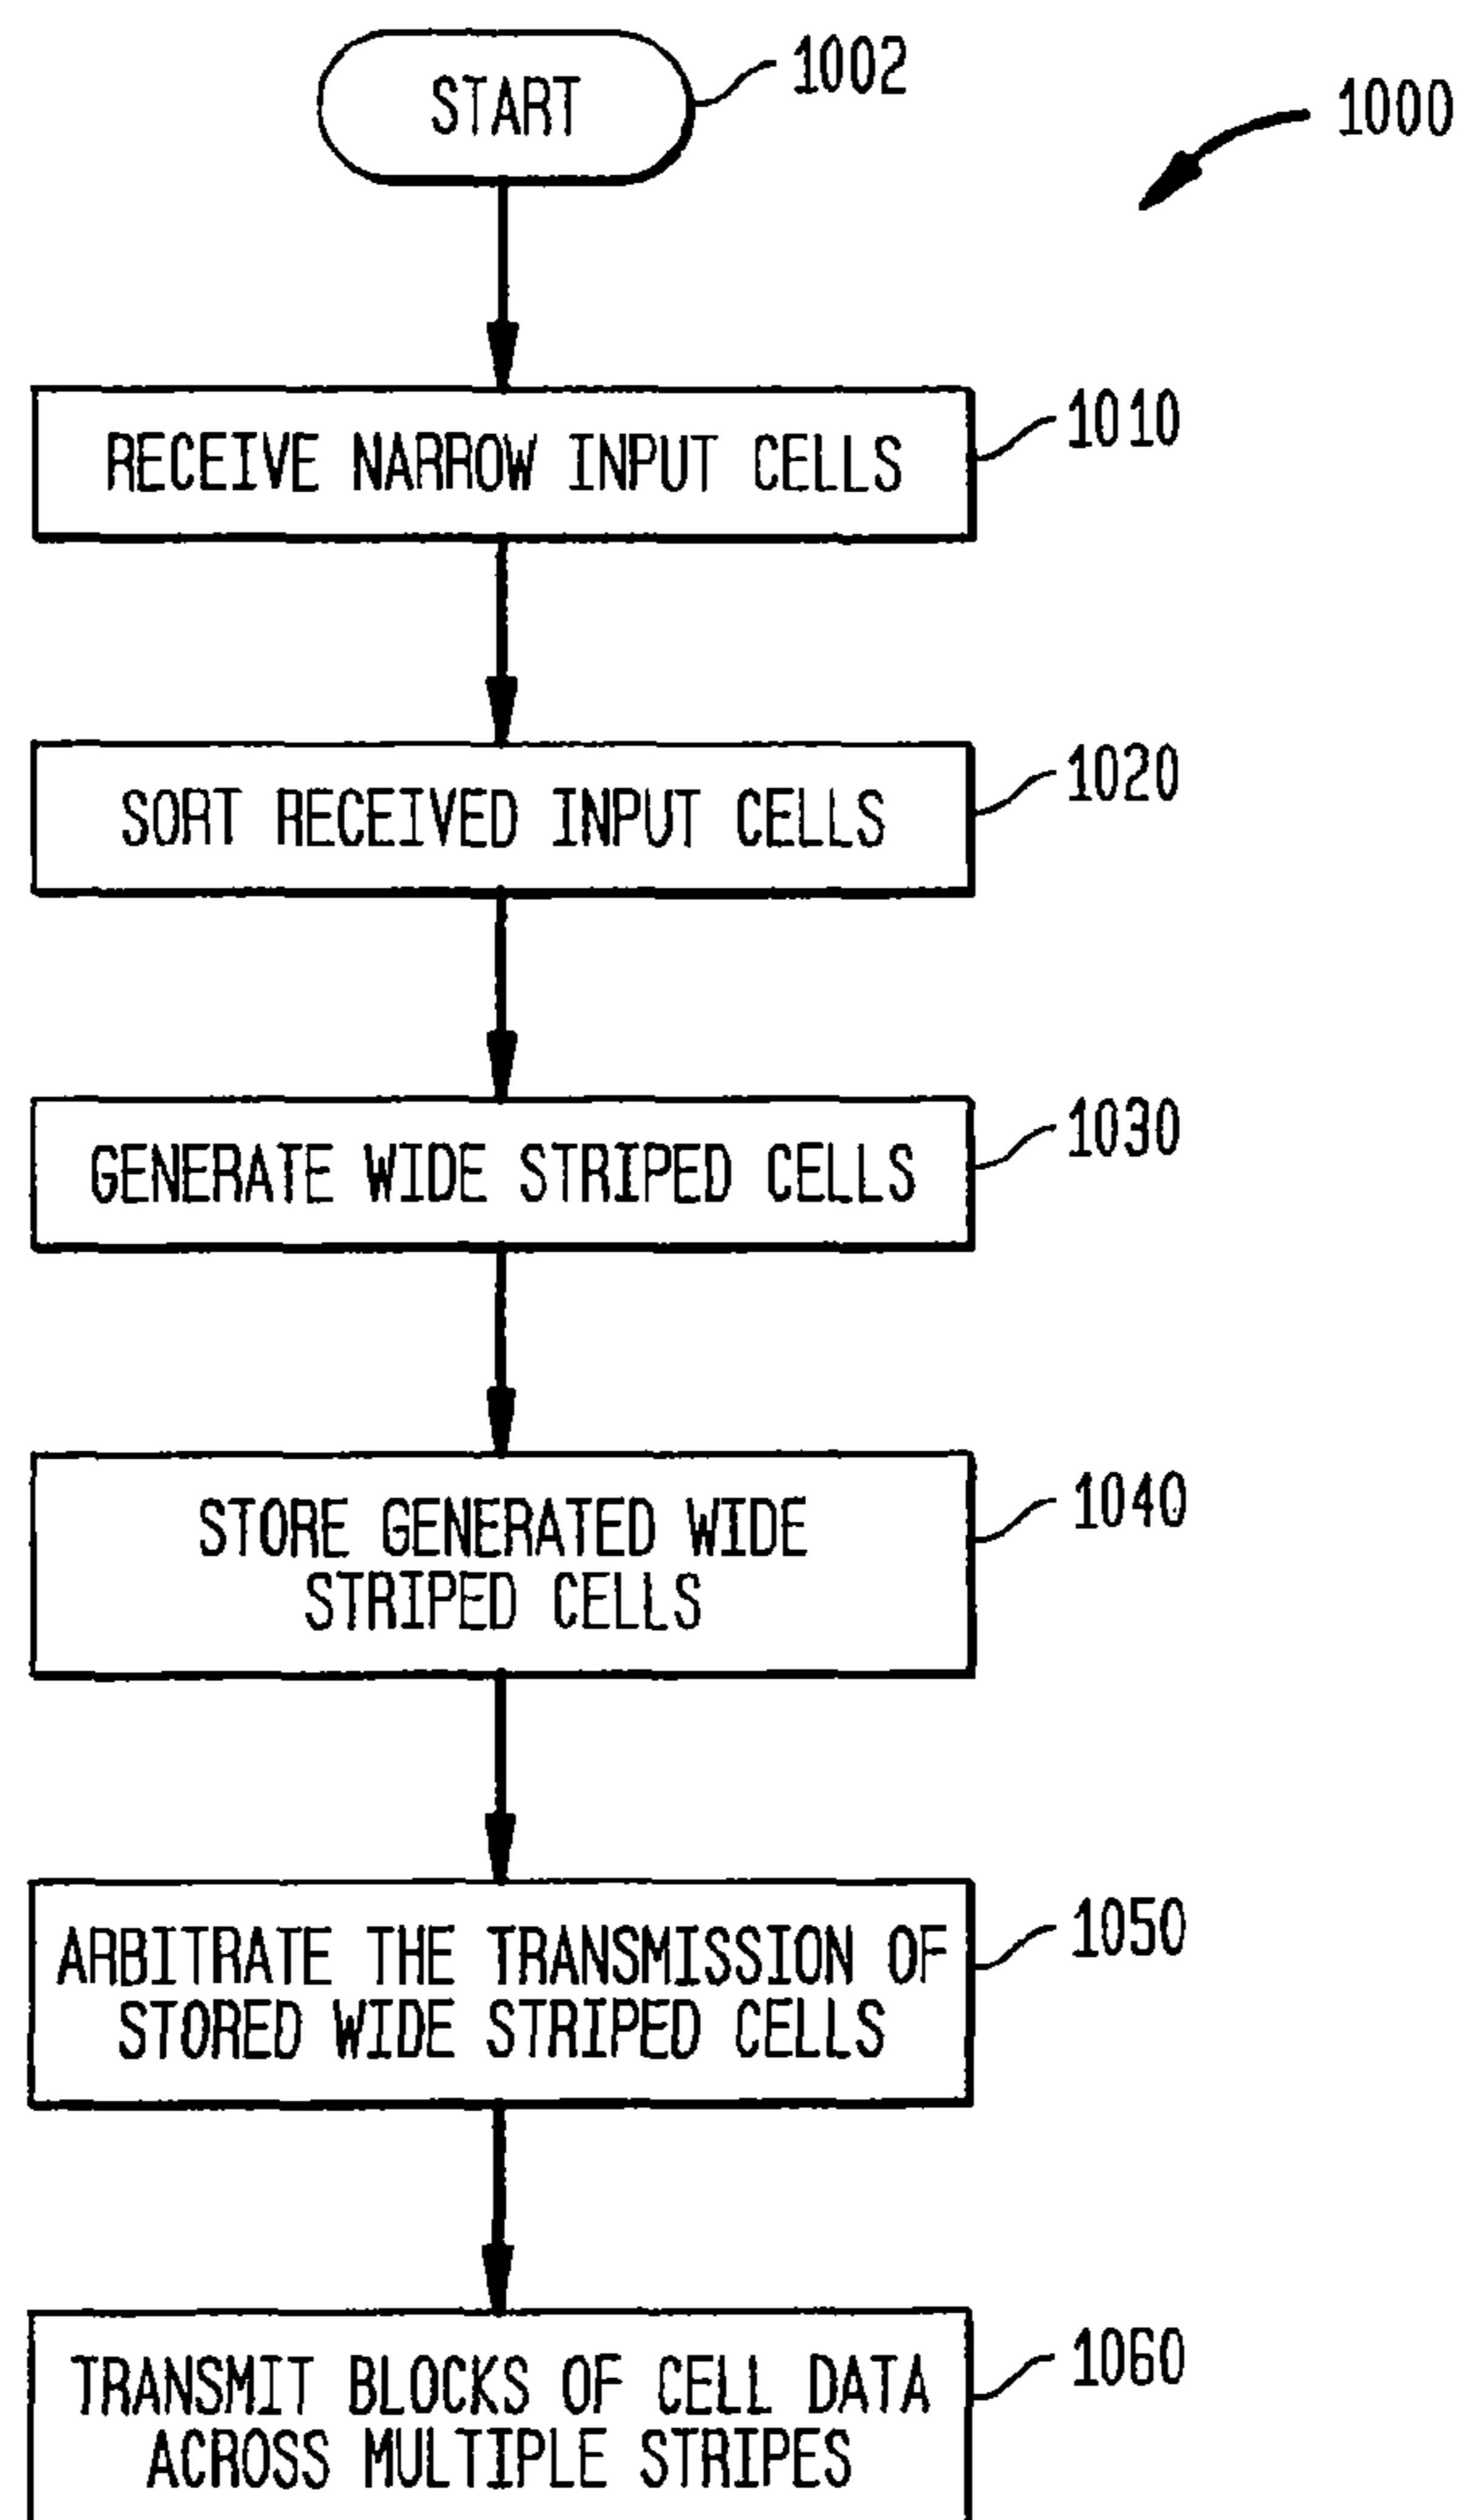 START
1002
1000
RECEIVE NARROW INPUT CELLS
1010
SORT RECEIVED INPUT CELLS
1020
GENERATE WIDE STRIPED CELLS
1030
STORE GENERATED WIDE
STRIPED CELLS
1040
ARBITRATE THE TRANSMISSION OF
STORED WIDE STRIPED CELLS
1050
TRANSMIT BLOCKS OF CELL DATA
ACROSS MULTIPLE STRIPES
1060